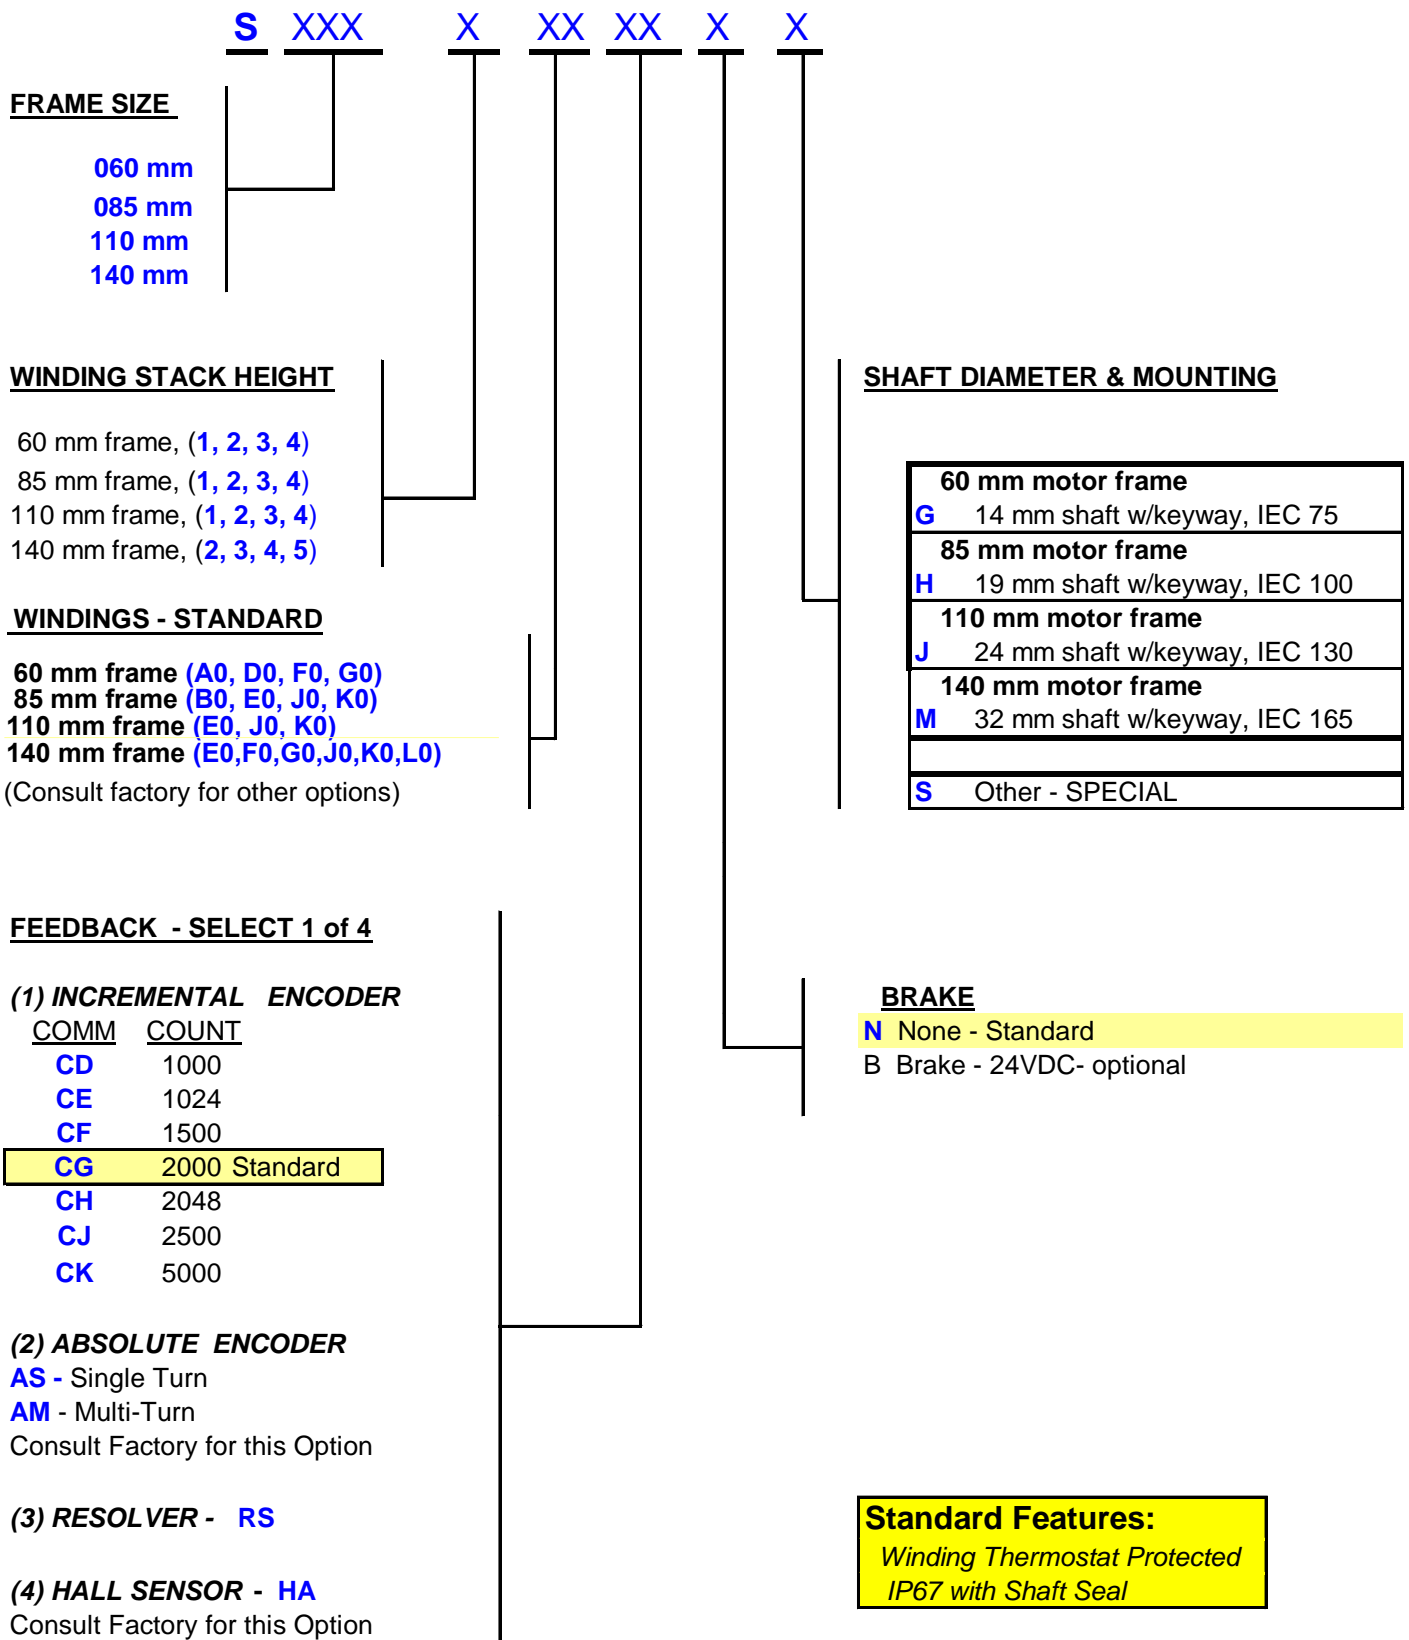 S XXX X XX XX X X
FRAME SIZE
060 mm
085 mm
110 mm
140 mm
WINDING STACK HEIGHT
60 mm frame, (1, 2, 3, 4)
85 mm frame, (1, 2, 3, 4)
110 mm frame, (1, 2, 3, 4)
140 mm frame, (2, 3, 4, 5)
WINDINGS - STANDARD
60 mm frame (A0, D0, F0, G0)
85 mm frame (B0, E0, J0, K0)
110 mm frame (E0, J0, K0)
140 mm frame (E0,F0,G0,J0,K0,L0)
(Consult factory for other options)
SHAFT DIAMETER & MOUNTING
60 mm motor frame
G 14 mm shaft w/keyway, IEC 75
85 mm motor frame
H 19 mm shaft w/keyway, IEC 100
110 mm motor frame
J 24 mm shaft w/keyway, IEC 130
140 mm motor frame
M 32 mm shaft w/keyway, IEC 165
S Other - SPECIAL
FEEDBACK - SELECT 1 of 4
(1) INCREMENTAL ENCODER
COMM COUNT
CD 1000
CE 1024
CF 1500
CG 2000 Standard
CH 2048
CJ 2500
CK 5000
(2) ABSOLUTE ENCODER
AS - Single Turn
AM - Multi-Turn
Consult Factory for this Option
(3) RESOLVER - RS
(4) HALL SENSOR - HA
Consult Factory for this Option
BRAKE
N None - Standard
B Brake - 24VDC- optional
Standard Features:
Winding Thermostat Protected
IP67 with Shaft Seal